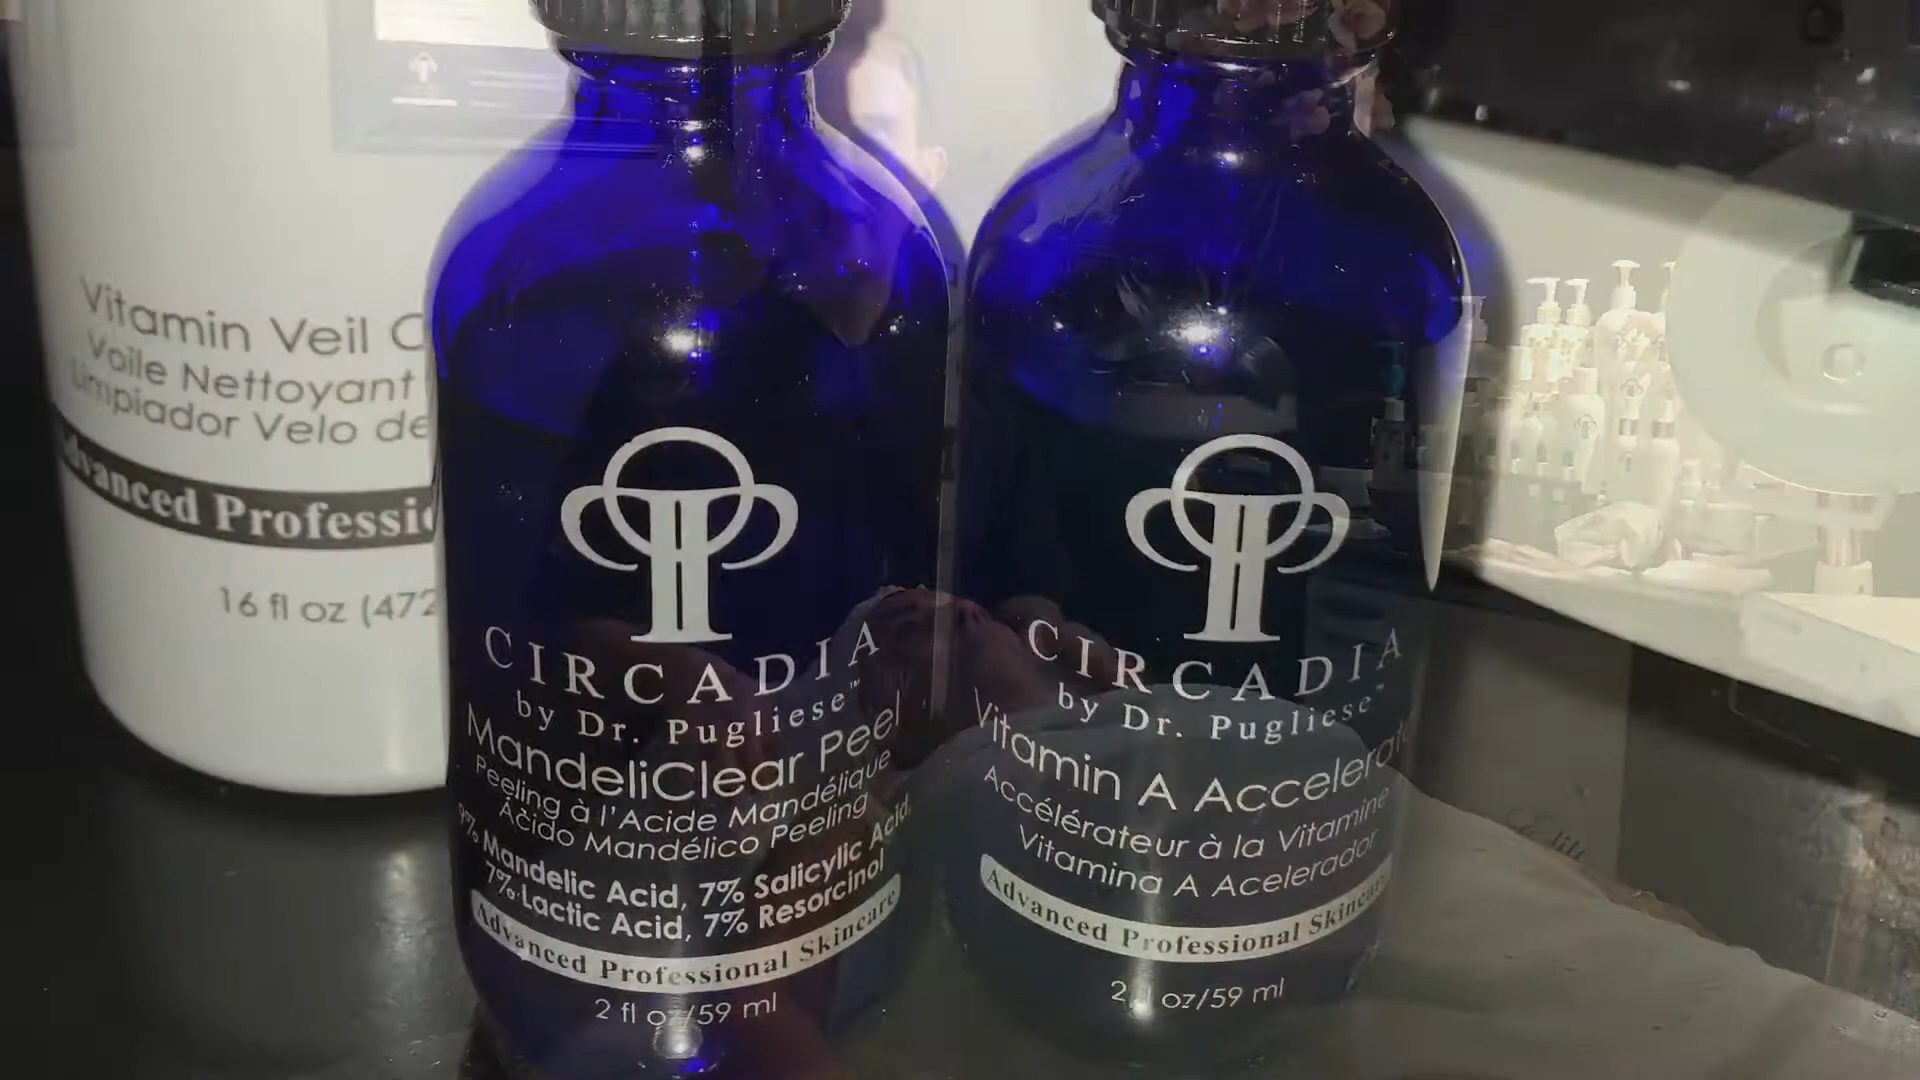 Vitamin Veil
Voile Nettoyant
Limpiador Velo de
Advanced
16 fl oz (472
CIRCADIA
by Dr. Pugliese™
MandeliClear Peel
Peeling à l'Acide Mandélique
Ácido Mandélico Peeling
Mandelic Acid, 7% Salicylic Acid,
7% Lactic Acid, 7% Resorcinol
Advanced Professional Skincare
2 fl oz/59 ml
CIRCADIA
by Dr. Pugliese™
Vitamin A
Accélérateur à la Vitamine
Vitamina A Acelerador
Advanced Professional Skincare
2 fl oz/59 ml